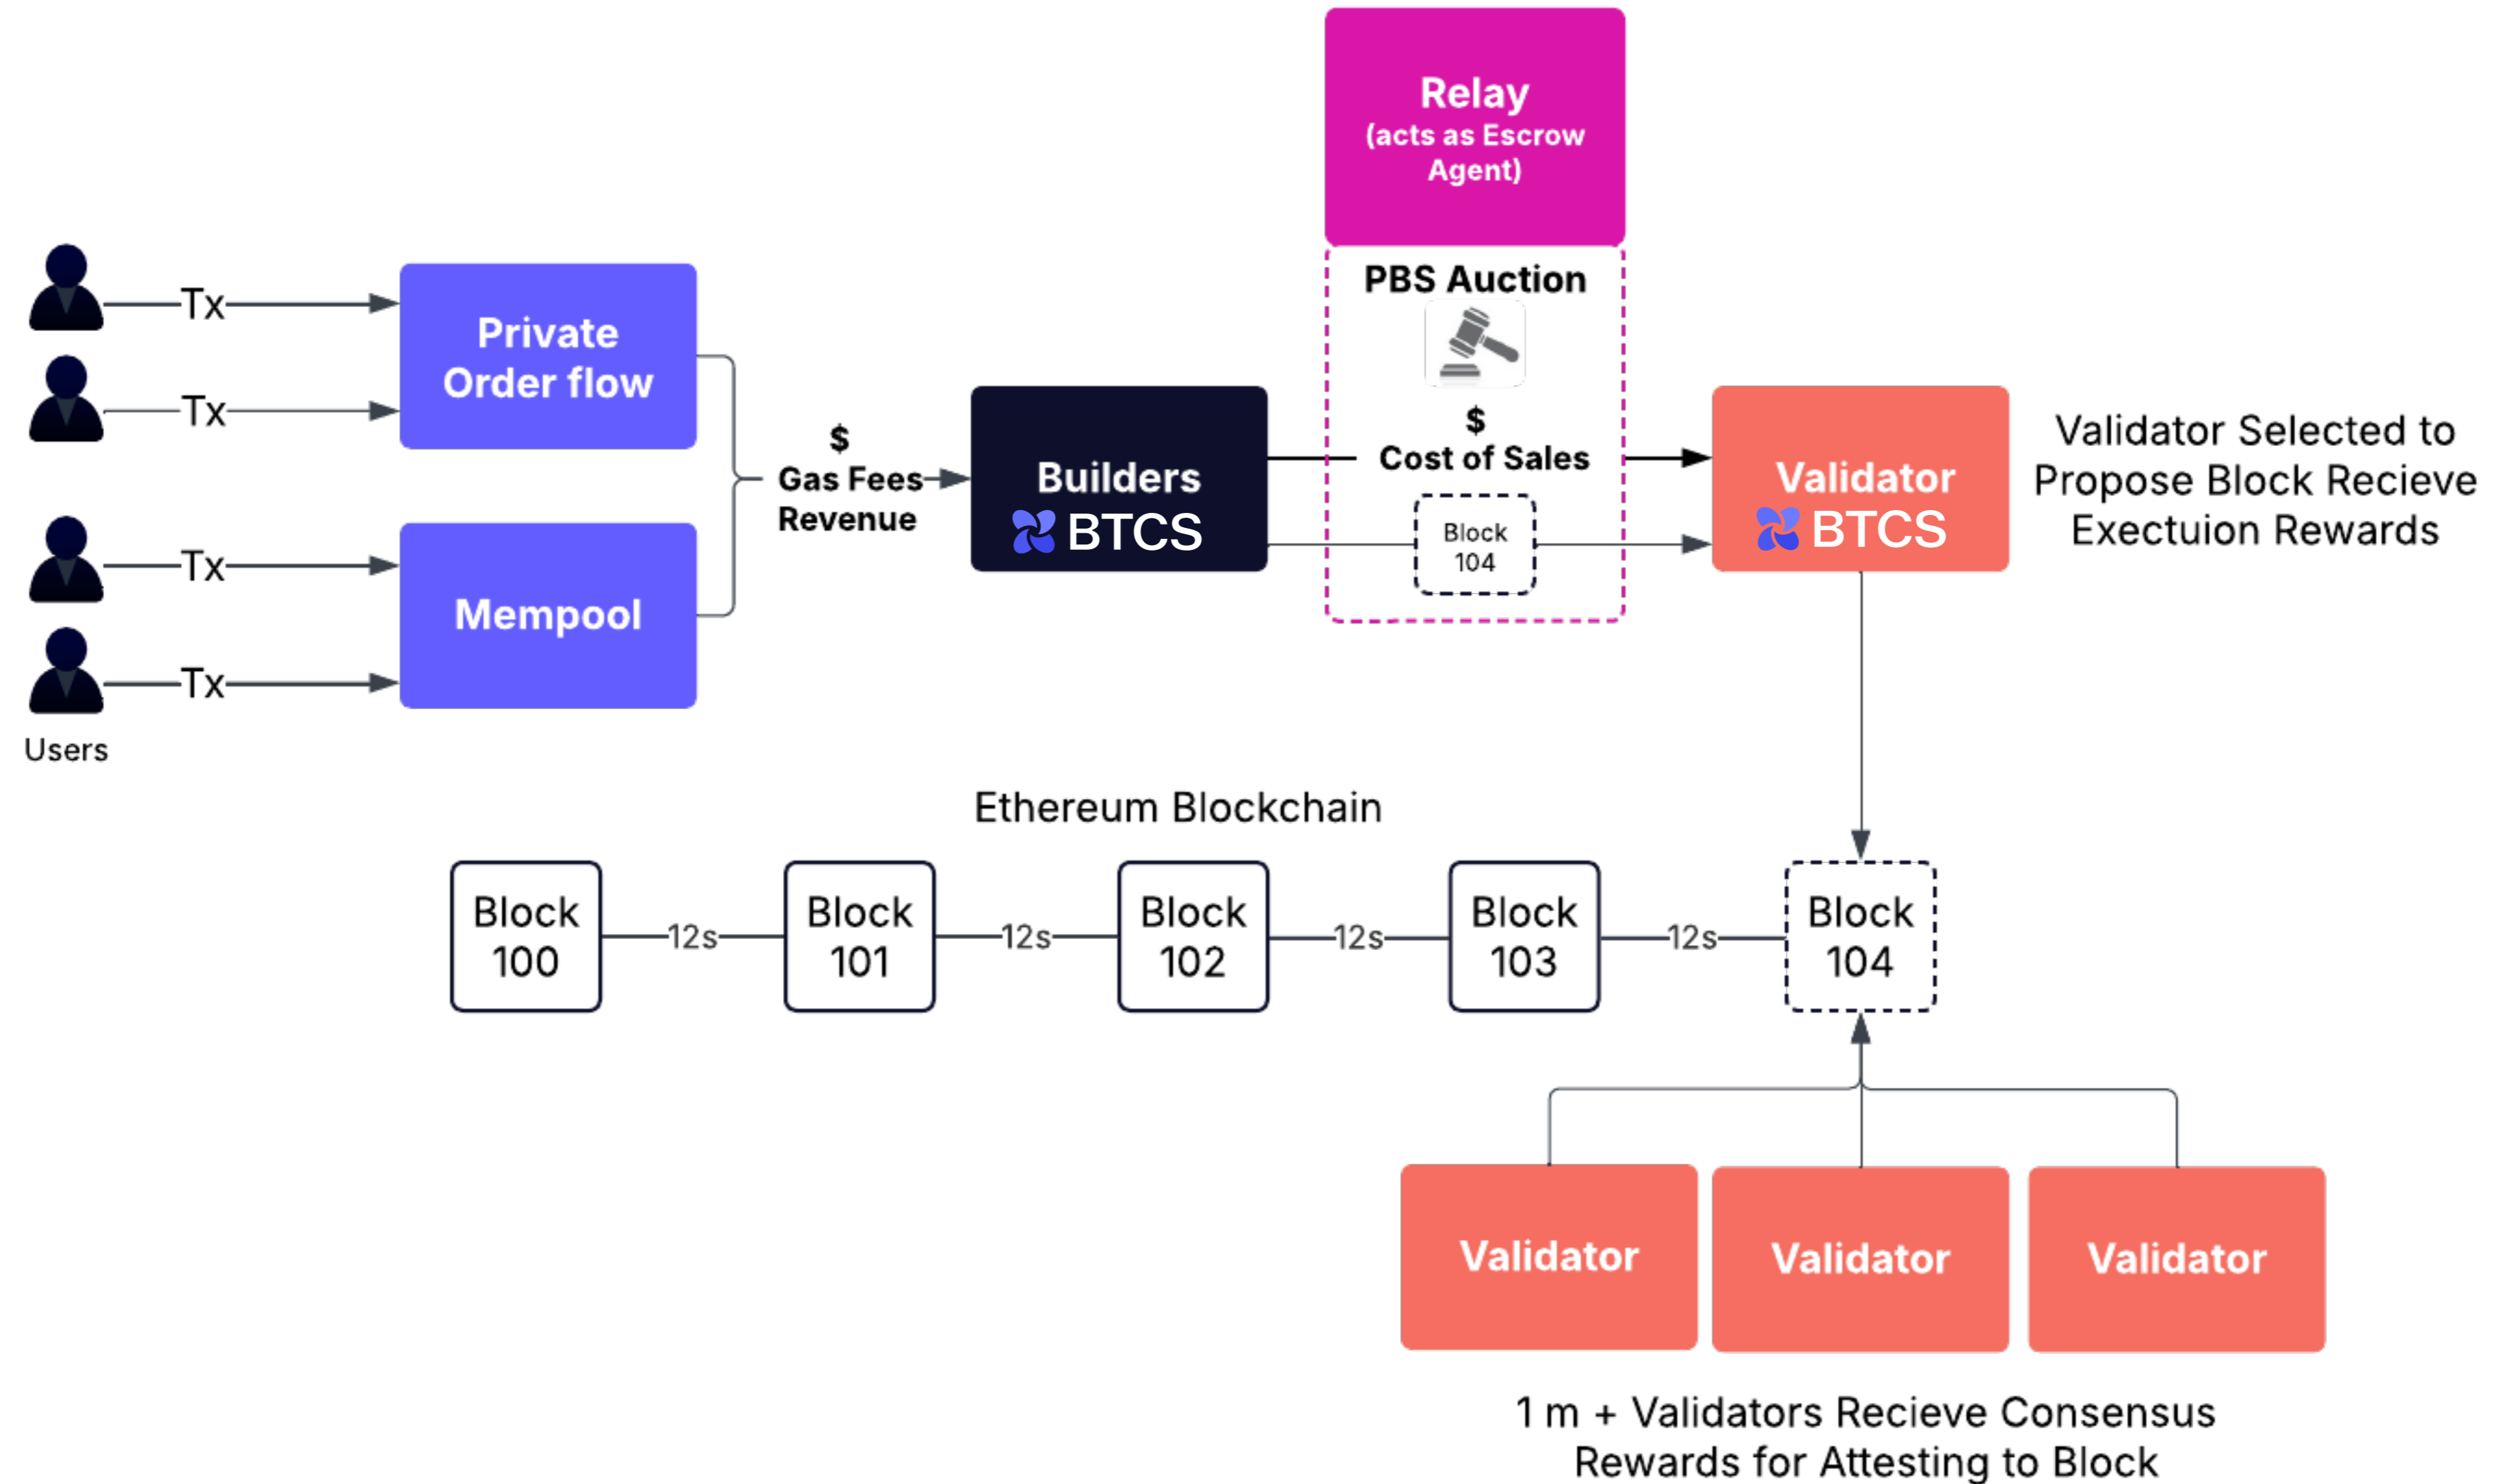 Relay
(acts as Escrow
Agent)
PBS Auction
$
Cost of Sales
Block
104
Tx
Tx
Tx
Tx
Users
Private
Order flow
Mempool
$
Gas Fees
Revenue
Builders
BTCS
Validator
BTCS
Validator Selected to
Propose Block Recieve
Exectuion Rewards
Ethereum Blockchain
Block
100
12s
Block
101
12s
Block
102
12s
Block
103
12s
Block
104
Validator
Validator
Validator
1 m + Validators Recieve Consensus
Rewards for Attesting to Block